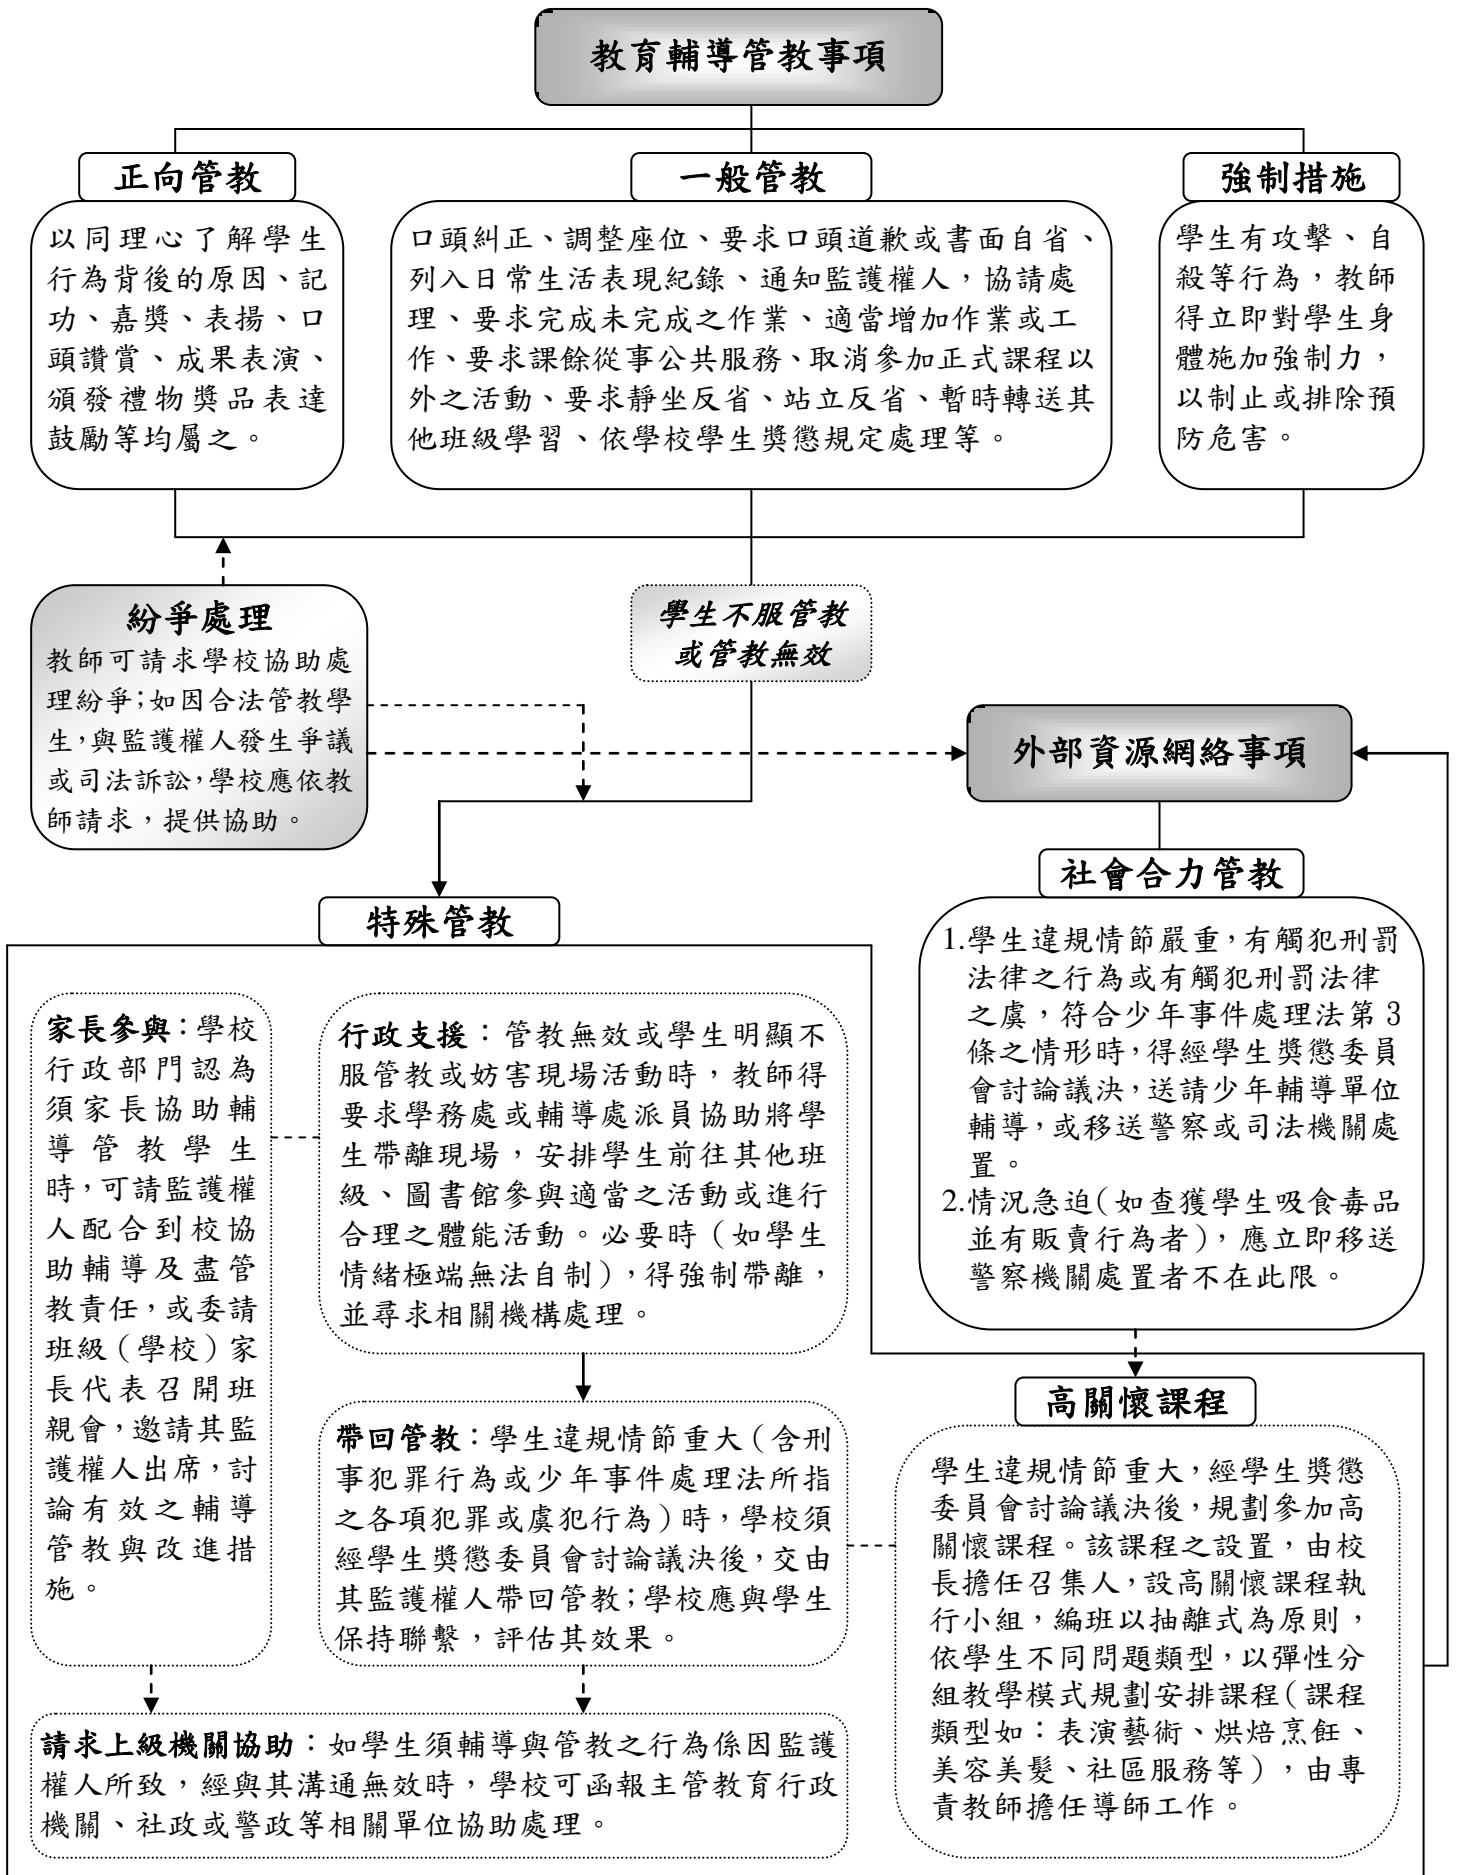 教育輔導管教事項
正向管教
以同理心了解學生
行為背後的原因、記
功、嘉獎、表揚、口
頭讚賞、成果表演、
頒發禮物獎品表達
鼓勵等均屬之。
一般管教
口頭糾正、調整座位、要求口頭道歉或書面自省、
列入日常生活表現紀錄、通知監護權人，協請處
理、要求完成未完成之作業、適當增加作業或工
作、要求課餘從事公共服務、取消參加正式課程以
外之活動、要求靜坐反省、站立反省、暫時轉送其
他班級學習、依學校學生獎懲規定處理等。
強制措施
學生有攻擊、自
殺等行為，教師
得立即對學生身
體施加強制力，
以制止或排除預
防危害。
紛爭處理
教師可請求學校協助處
理紛爭；如因合法管教學
生，與監護權人發生爭議
或司法訴訟，學校應依教
師請求，提供協助。
學生不服管教
或管教無效
外部資源網絡事項
社會合力管教
1.學生違規情節嚴重，有觸犯刑罰
法律之行為或有觸犯刑罰法律
之虞，符合少年事件處理法第 3
條之情形時，得經學生獎懲委員
會討論議決，送請少年輔導單位
輔導，或移送警察或司法機關處
置。
2.情況急迫（如查獲學生吸食毒品
並有販賣行為者），應立即移送
警察機關處置者不在此限。
特殊管教
家長參與：學校
行政部門認為
須家長協助輔
導管教學生
時，可請監護權
人配合到校協
助輔導及盡管
教責任，或委請
班級（學校）家
長代表召開班
親會，邀請其監
護權人出席，討
論有效之輔導
管教與改進措
施。
行政支援：管教無效或學生明顯不
服管教或妨害現場活動時，教師得
要求學務處或輔導處派員協助將學
生帶離現場，安排學生前往其他班
級、圖書館參與適當之活動或進行
合理之體能活動。必要時（如學生
情緒極端無法自制），得強制帶離，
並尋求相關機構處理。
帶回管教：學生違規情節重大（含刑
事犯罪行為或少年事件處理法所指
之各項犯罪或虞犯行為）時，學校須
經學生獎懲委員會討論議決後，交由
其監護權人帶回管教；學校應與學生
保持聯繫，評估其效果。
請求上級機關協助：如學生須輔導與管教之行為係因監護
權人所致，經與其溝通無效時，學校可函報主管教育行政
機關、社政或警政等相關單位協助處理。
高關懷課程
學生違規情節重大，經學生獎懲
委員會討論議決後，規劃參加高
關懷課程。該課程之設置，由校
長擔任召集人，設高關懷課程執
行小組，編班以抽離式為原則，
依學生不同問題類型，以彈性分
組教學模式規劃安排課程（課程
類型如：表演藝術、烘焙烹飪、
美容美髮、社區服務等），由專
責教師擔任導師工作。